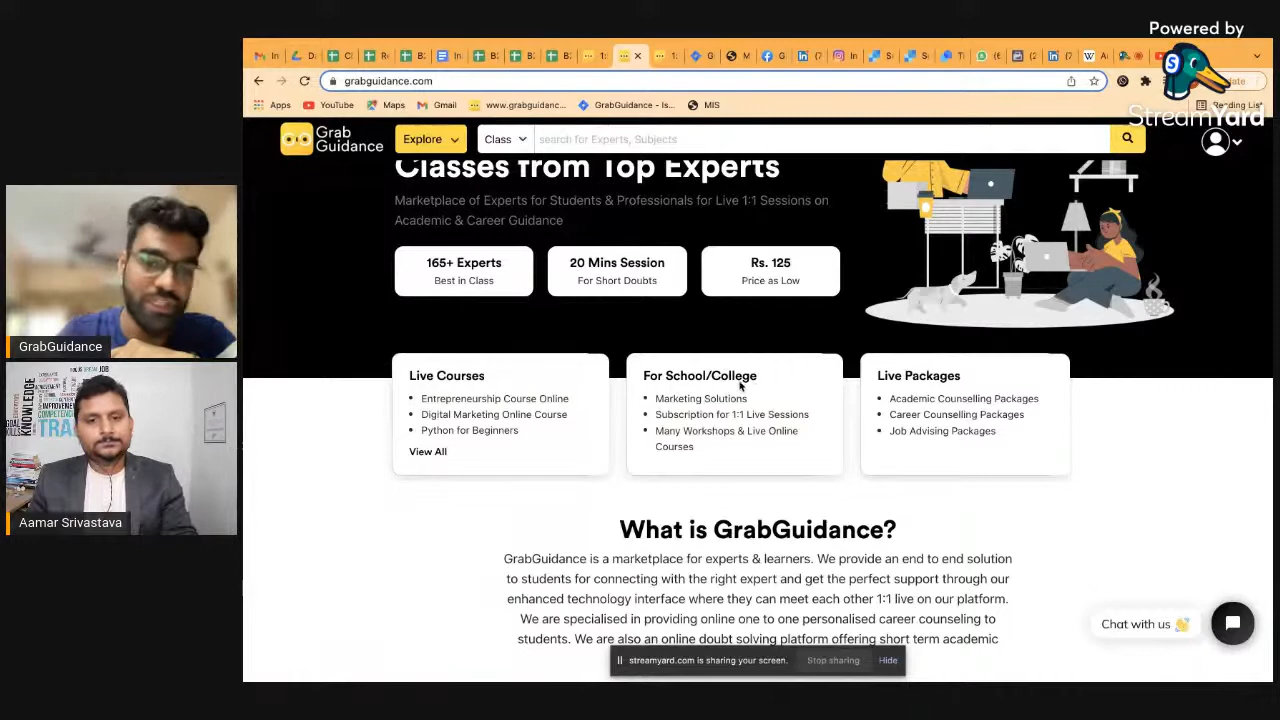 Powered by
StreamYard
grabguidance.com
Apps
YouTube
Maps
Gmail
www.grabguidanc...
GrabGuidance - Is...
MIS
Reading List
Grab
Guidance
Explore
Class
search for Experts, Subjects
Classes from Top Experts
Marketplace of Experts for Students & Professionals for Live 1:1 Sessions on
Academic & Career Guidance
165+ Experts
Best in Class
20 Mins Session
For Short Doubts
Rs. 125
Price as Low
Live Courses
Entrepreneurship Course Online
Digital Marketing Online Course
Python for Beginners
View All
For School/College
Marketing Solutions
Subscription for 1:1 Live Sessions
Many Workshops & Live Online
Courses
Live Packages
Academic Counselling Packages
Career Counselling Packages
Job Advising Packages
What is GrabGuidance?
GrabGuidance is a marketplace for experts & learners. We provide an end to end solution
to students for connecting with the right expert and get the perfect support through our
enhanced technology interface where they can meet each other 1:1 live on our platform.
We are specialised in providing online one to one personalised career counseling to
students. We are also an online doubt solving platform offering short term academic
Chat with us
streamyard.com is sharing your screen.
Stop sharing
Hide
GrabGuidance
Aamar Srivastava